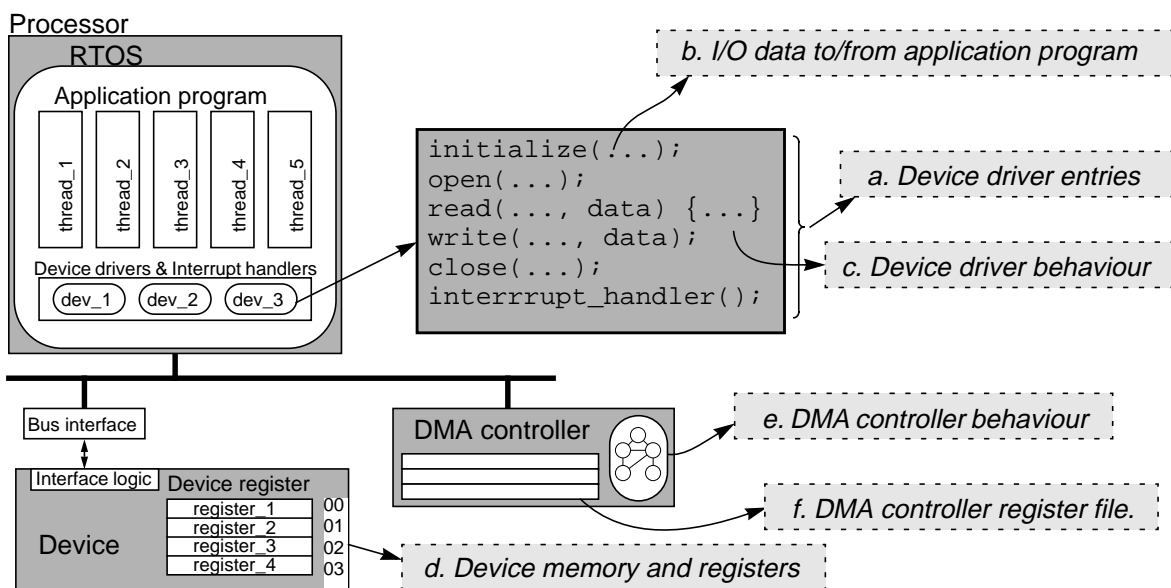 Processor
RTOS
Application program
thread_1
thread_2
thread_3
thread_4
thread_5
Device drivers & Interrupt handlers
dev_1
dev_2
dev_3
b. I/O data to/from application program
initialize(...);
open(...);
read(..., data) {...}
write(..., data);
close(...);
interrrupt_handler();
a. Device driver entries
c. Device driver behaviour
Bus interface
Interface logic
Device register
register_1
register_2
register_3
register_4
00
01
02
03
Device
DMA controller
e. DMA controller behaviour
f. DMA controller register file.
d. Device memory and registers